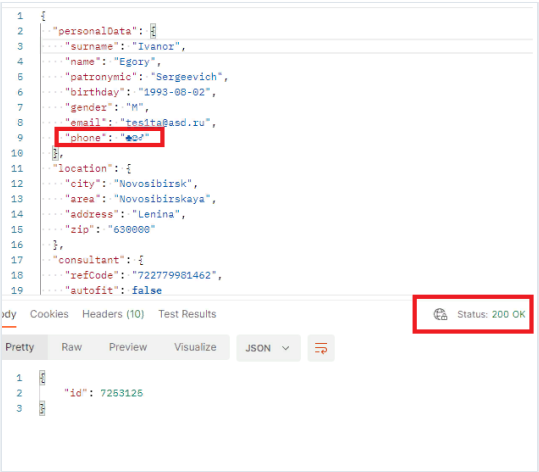 1 {
2 "personalData": {
3 "surname": "Ivanor",
4 "name": "Egory",
5 "patronymic": "Sergeevich",
6 "birthday": "1993-08-02",
7 "gender": "M",
8 "email": "tes1ta@asd.ru",
9 "phone": "♣◘♂"
10 },
11 "location": {
12 "city": "Novosibirsk",
13 "area": "Novosibirskaya",
14 "address": "Lenina",
15 "zip": "630000"
16 },
17 "consultant": {
18 "refCode": "722779981462",
19 "autofit": false
ody Cookies Headers (10) Test Results Status: 200 OK
Pretty Raw Preview Visualize JSON
1 {
2 "id": 7253125
3 }